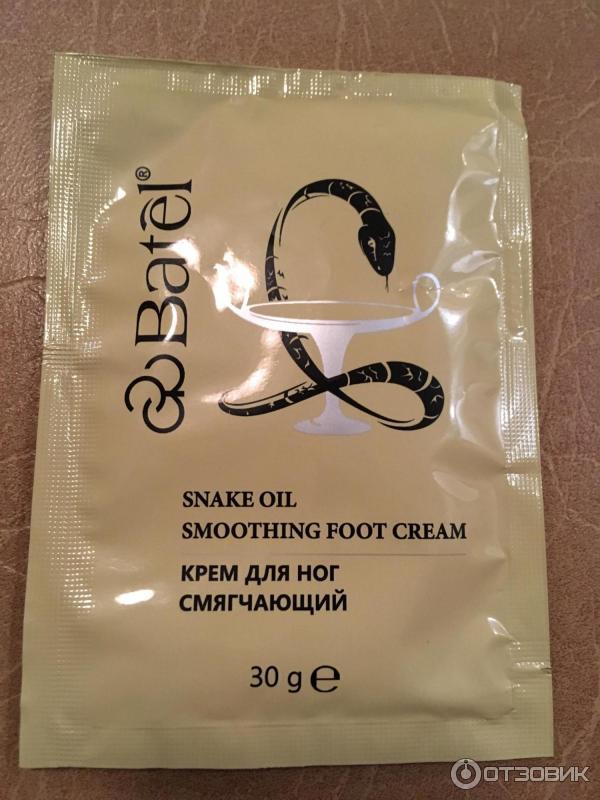 Batel®
SNAKE OIL
SMOOTHING FOOT CREAM
КРЕМ ДЛЯ НОГ
СМЯГЧАЮЩИЙ
30 g ℮
ОТЗОВИК